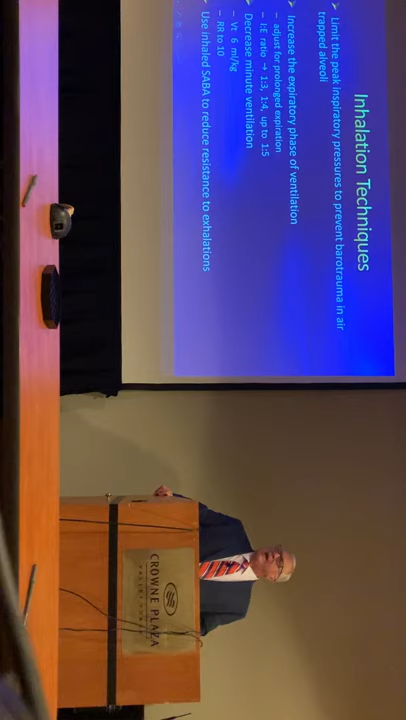 Inhalation Techniques
Limit the peak inspiratory pressures to prevent barotrauma in air
trapped alveoli
Increase the expiratory phase of ventilation
– adjust for prolonged expiration
– I:E ratio → 1:3, 1:4, up to 1:5
Decrease minute ventilation
– Vt 6 ml/kg
– RR to 10
Use inhaled SABA to reduce resistance to exhalations
CROWNE PLAZA